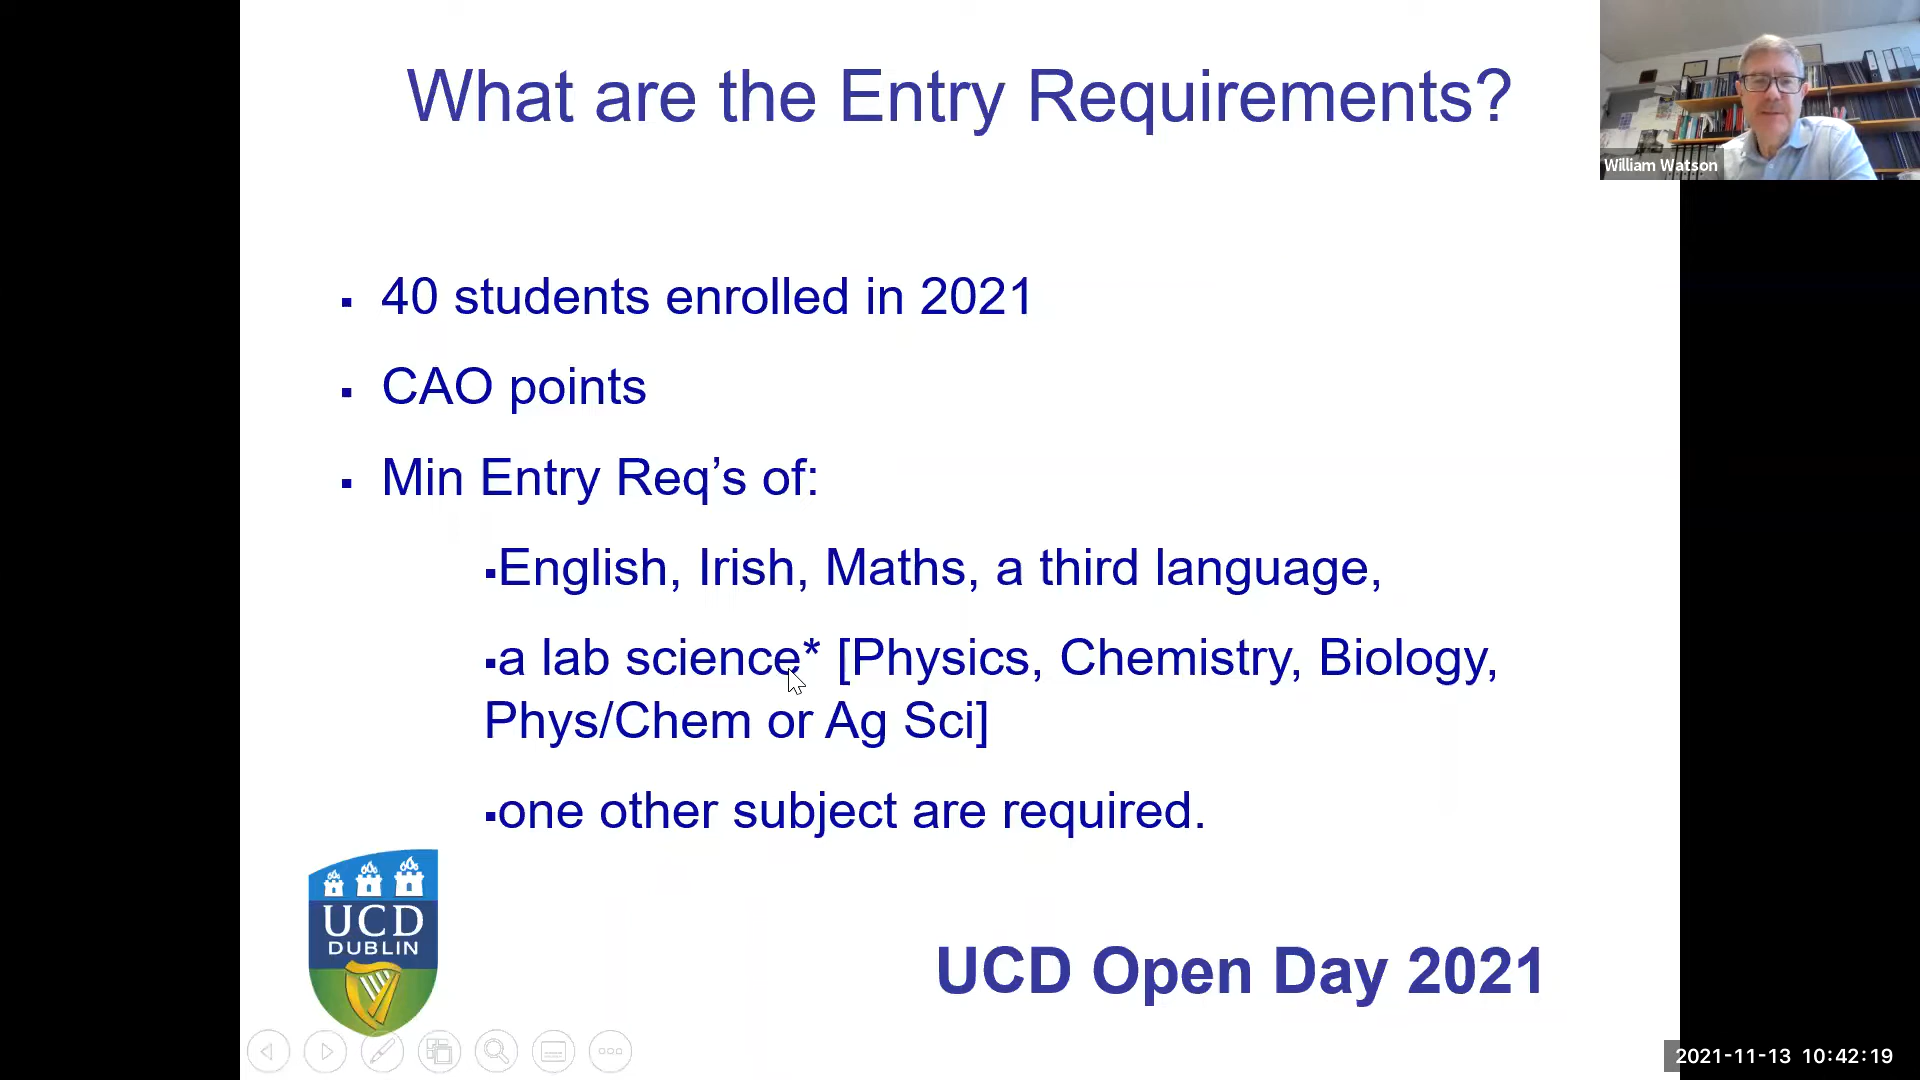 What are the Entry Requirements?
William Watson
▪ 40 students enrolled in 2021
▪ CAO points
▪ Min Entry Req’s of:
▪English, Irish, Maths, a third language,
▪a lab science* [Physics, Chemistry, Biology,
Phys/Chem or Ag Sci]
▪one other subject are required.
UCD
DUBLIN
UCD Open Day 2021
2021-11-13 10:42:19